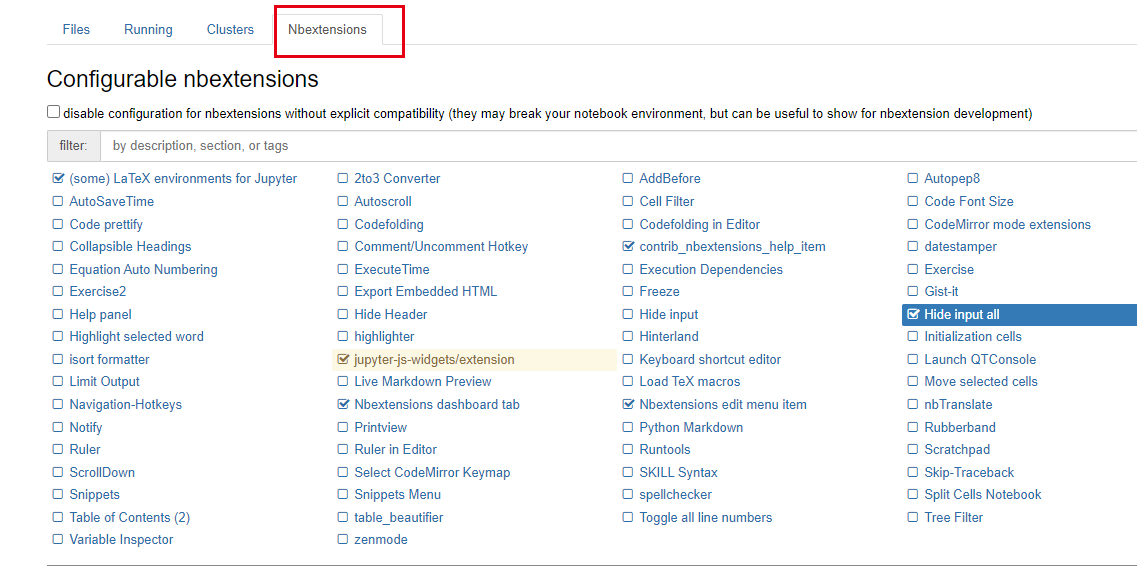 Files Running Clusters Nbextensions
Configurable nbextensions
disable configuration for nbextensions without explicit compatibility (they may break your notebook environment, but can be useful to show for nbextension development)
filter: by description, section, or tags
(some) LaTeX environments for Jupyter 2to3 Converter AddBefore Autopep8
AutoSaveTime Autoscroll Cell Filter Code Font Size
Code prettify Codefolding Codefolding in Editor CodeMirror mode extensions
Collapsible Headings Comment/Uncomment Hotkey contrib_nbextensions_help_item datestamper
Equation Auto Numbering ExecuteTime Execution Dependencies Exercise
Exercise2 Export Embedded HTML Freeze Gist-it
Help panel Hide Header Hide input Hide input all
Highlight selected word highlighter Hinterland Initialization cells
isort formatter jupyter-js-widgets/extension Keyboard shortcut editor Launch QTConsole
Limit Output Live Markdown Preview Load TeX macros Move selected cells
Navigation-Hotkeys Nbextensions dashboard tab Nbextensions edit menu item nbTranslate
Notify Printview Python Markdown Rubberband
Ruler Ruler in Editor Runtools Scratchpad
ScrollDown Select CodeMirror Keymap SKILL Syntax Skip-Traceback
Snippets Snippets Menu spellchecker Split Cells Notebook
Table of Contents (2) table_beautifier Toggle all line numbers Tree Filter
Variable Inspector zenmode